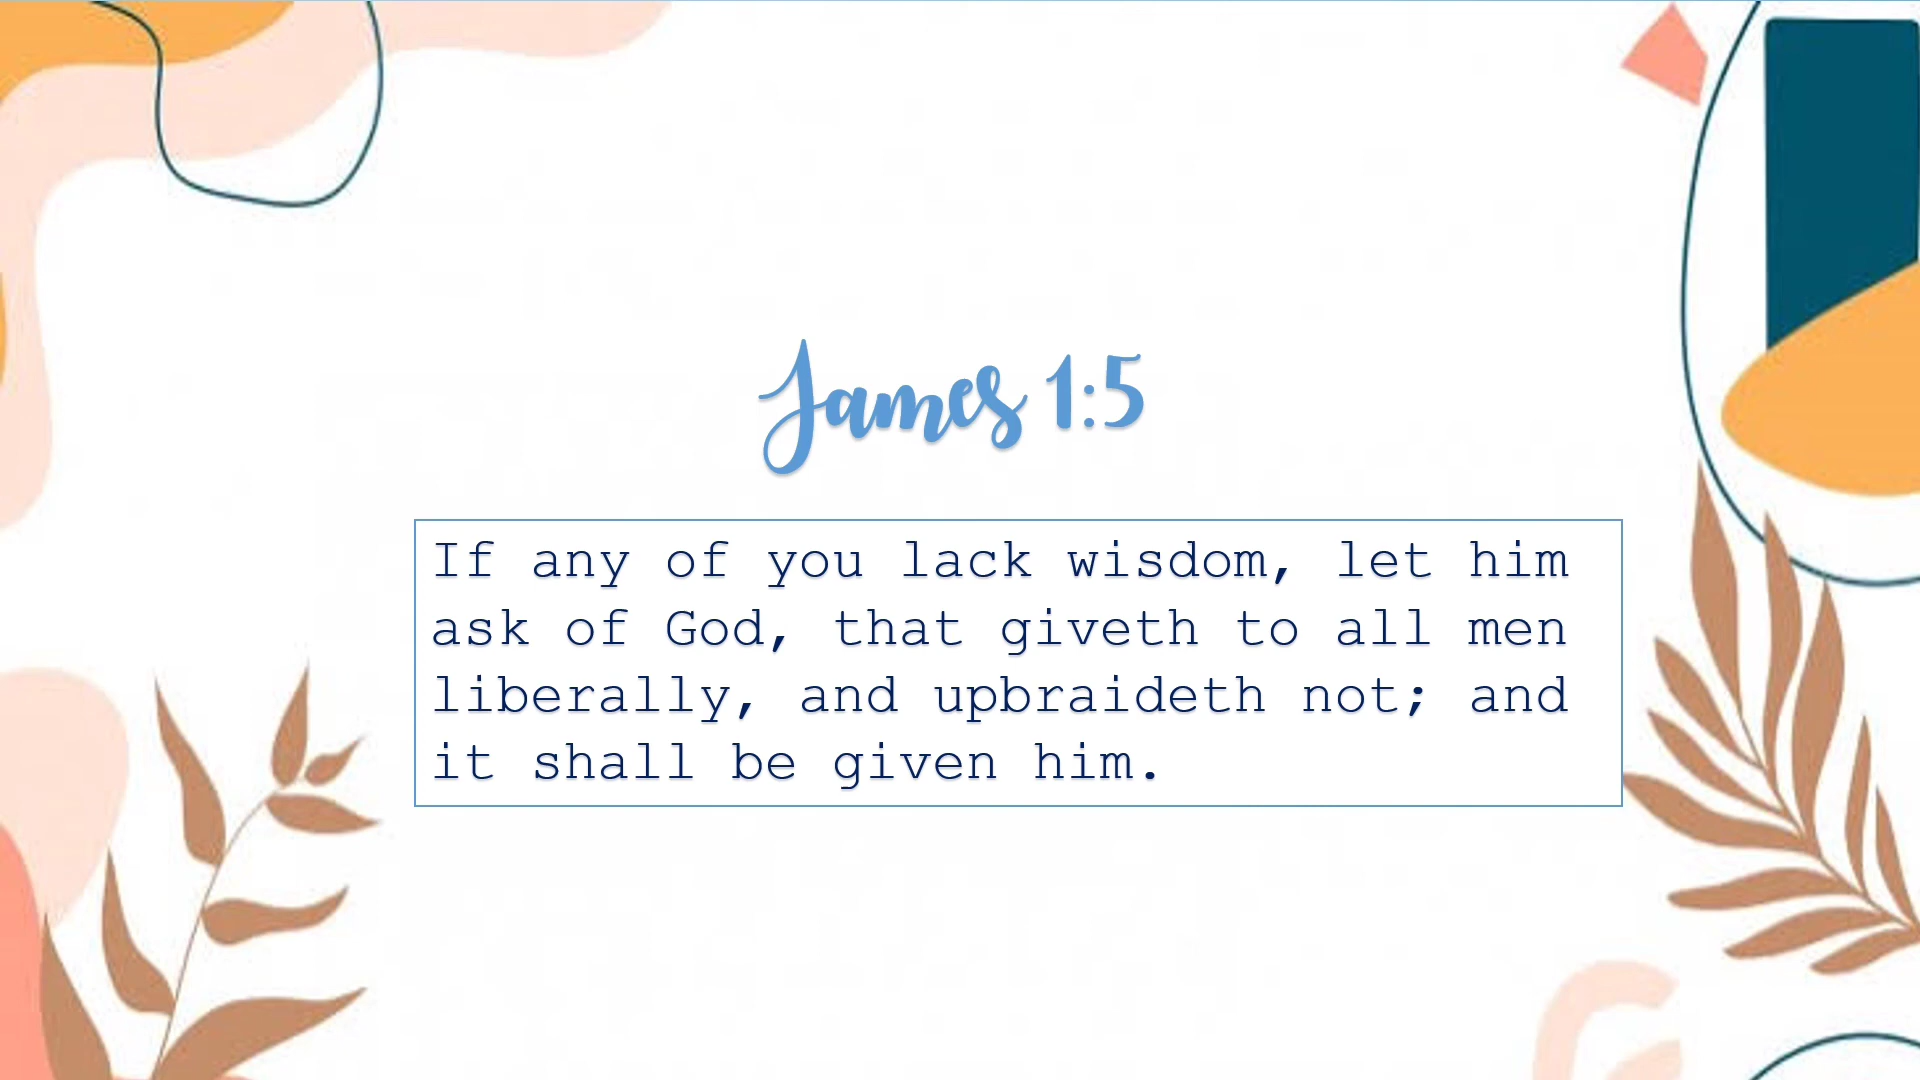 James 1:5
If any of you lack wisdom, let him
ask of God, that giveth to all men
liberally, and upbraideth not; and
it shall be given him.